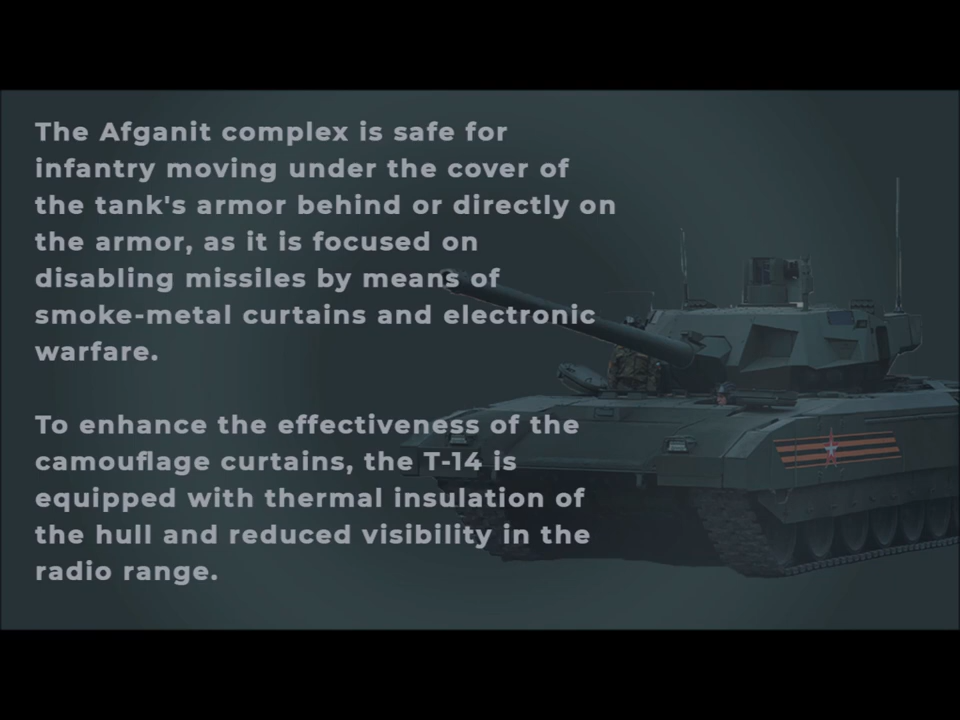 The Afganit complex is safe for
infantry moving under the cover of
the tank's armor behind or directly on
the armor, as it is focused on
disabling missiles by means of
smoke-metal curtains and electronic
warfare.
To enhance the effectiveness of the
camouflage curtains, the T-14 is
equipped with thermal insulation of
the hull and reduced visibility in the
radio range.